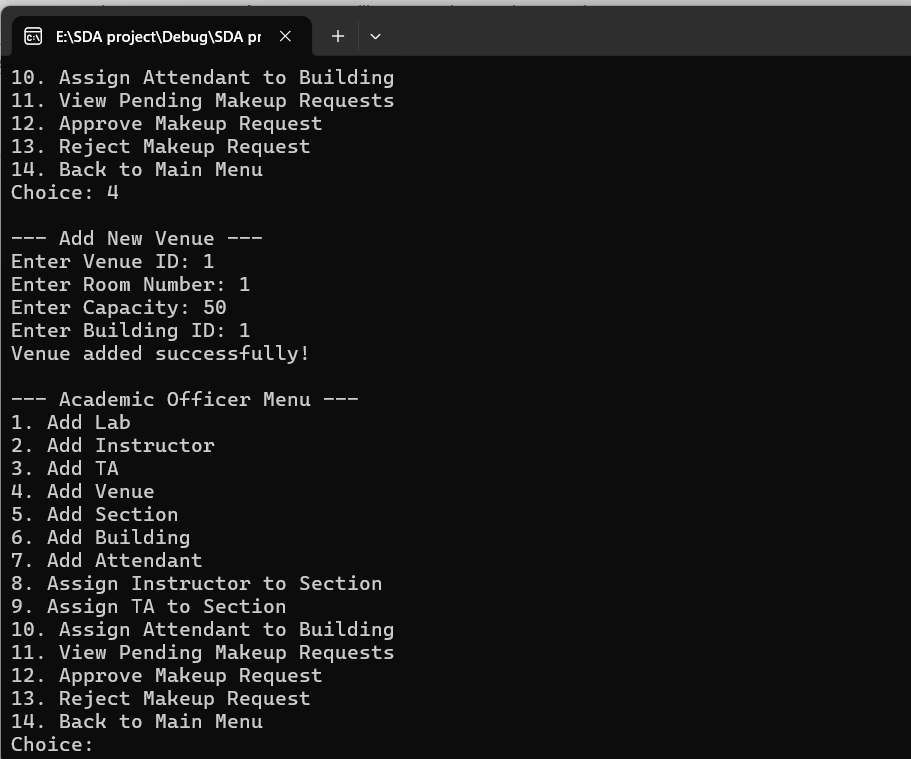 E:\SDA project\Debug\SDA pr
10. Assign Attendant to Building
11. View Pending Makeup Requests
12. Approve Makeup Request
13. Reject Makeup Request
14. Back to Main Menu
Choice: 4
--- Add New Venue ---
Enter Venue ID: 1
Enter Room Number: 1
Enter Capacity: 50
Enter Building ID: 1
Venue added successfully!
--- Academic Officer Menu ---
1. Add Lab
2. Add Instructor
3. Add TA
4. Add Venue
5. Add Section
6. Add Building
7. Add Attendant
8. Assign Instructor to Section
9. Assign TA to Section
10. Assign Attendant to Building
11. View Pending Makeup Requests
12. Approve Makeup Request
13. Reject Makeup Request
14. Back to Main Menu
Choice: